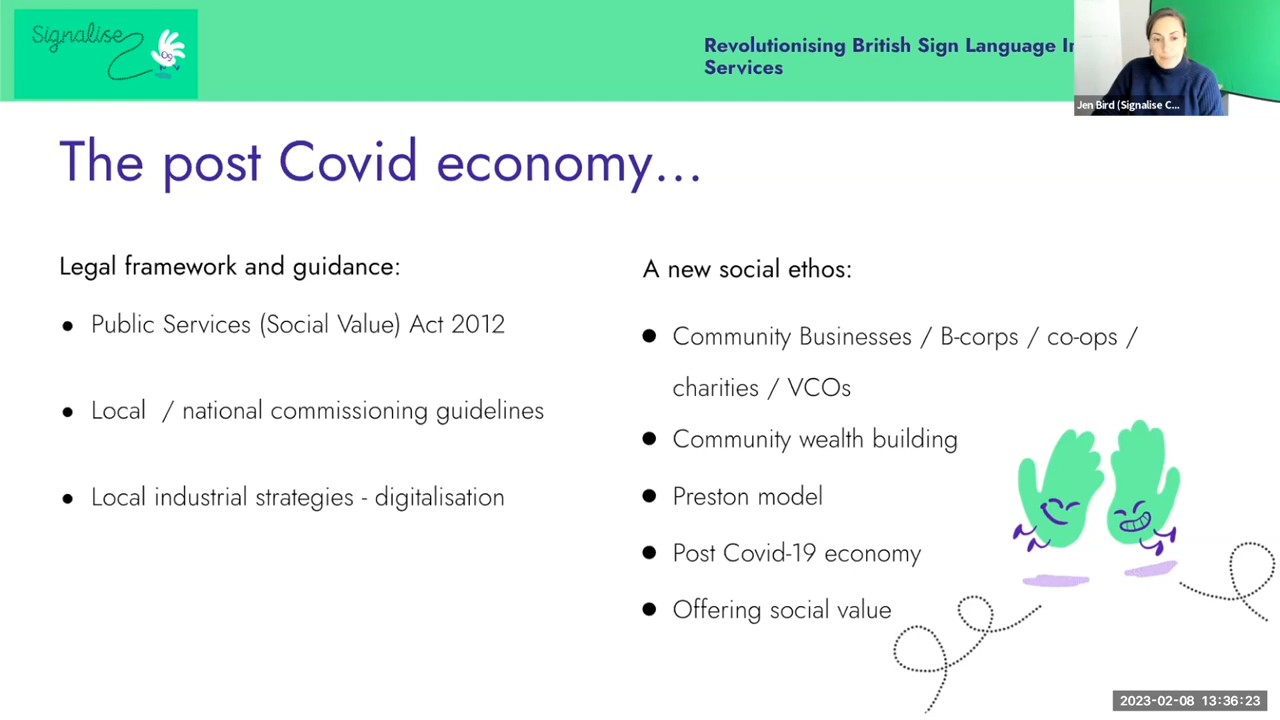 Signalise
Revolutionising British Sign Language
Services
Jen Bird (Signalise C...
The post Covid economy...
Legal framework and guidance:
● Public Services (Social Value) Act 2012
● Local / national commissioning guidelines
● Local industrial strategies - digitalisation
A new social ethos:
● Community Businesses / B-corps / co-ops /
charities / VCOs
● Community wealth building
● Preston model
● Post Covid-19 economy
● Offering social value
2023-02-08 13:36:23